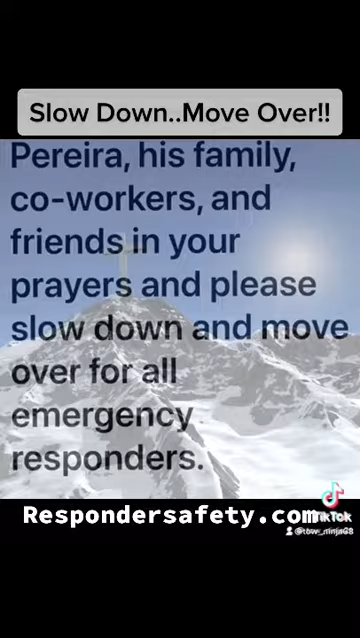 Slow Down..Move Over!!
Pereira, his family,
co-workers, and
friends in your
prayers and please
slow down and move
over for all
emergency
responders.
Respondersafety.com
TikTok
@tow_ninja68